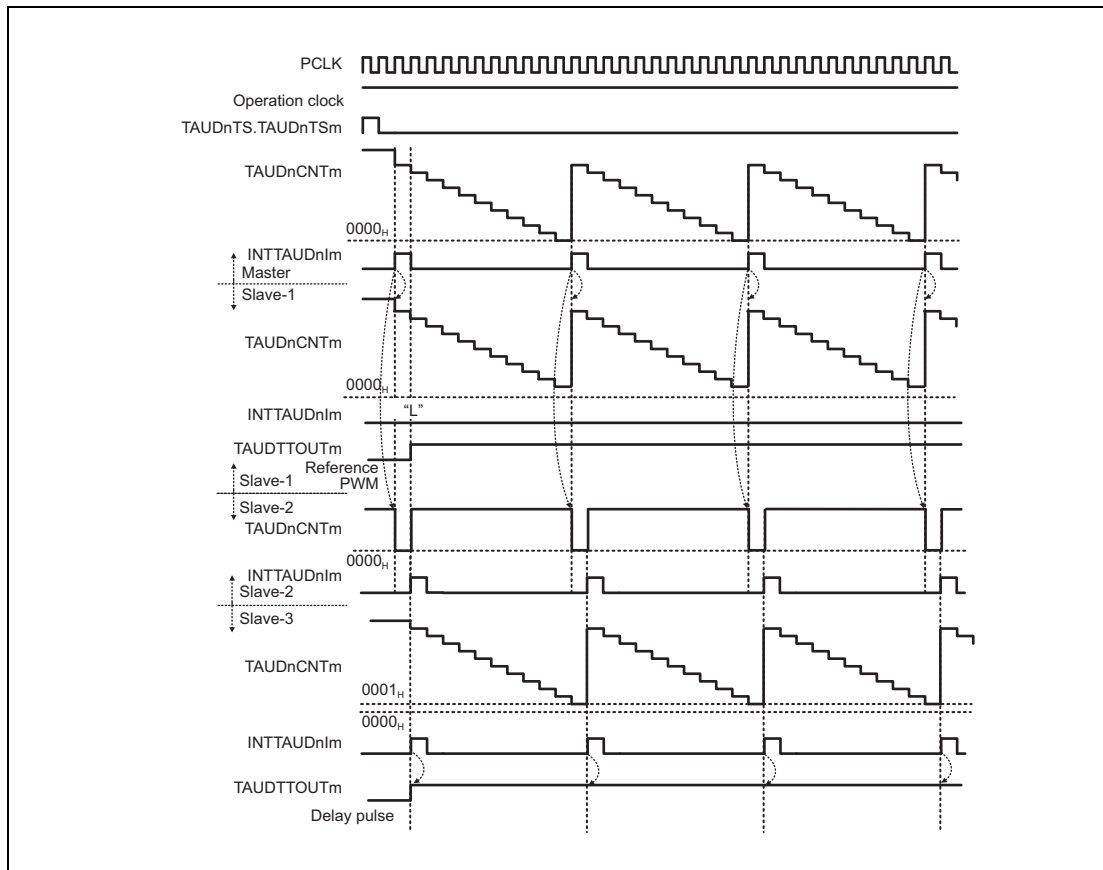 PCLK
Operation clock
TAUDnTS.TAUDnTSm
TAUDnCNTm
0000H
INTTAUDnIm
Master
Slave-1
TAUDnCNTm
0000H
INTTAUDnIm
“L”
TAUDTTOUTm
Reference
PWM
Slave-1
Slave-2
TAUDnCNTm
0000H
INTTAUDnIm
Slave-2
Slave-3
TAUDnCNTm
0001H
0000H
INTTAUDnIm
TAUDTTOUTm
Delay pulse